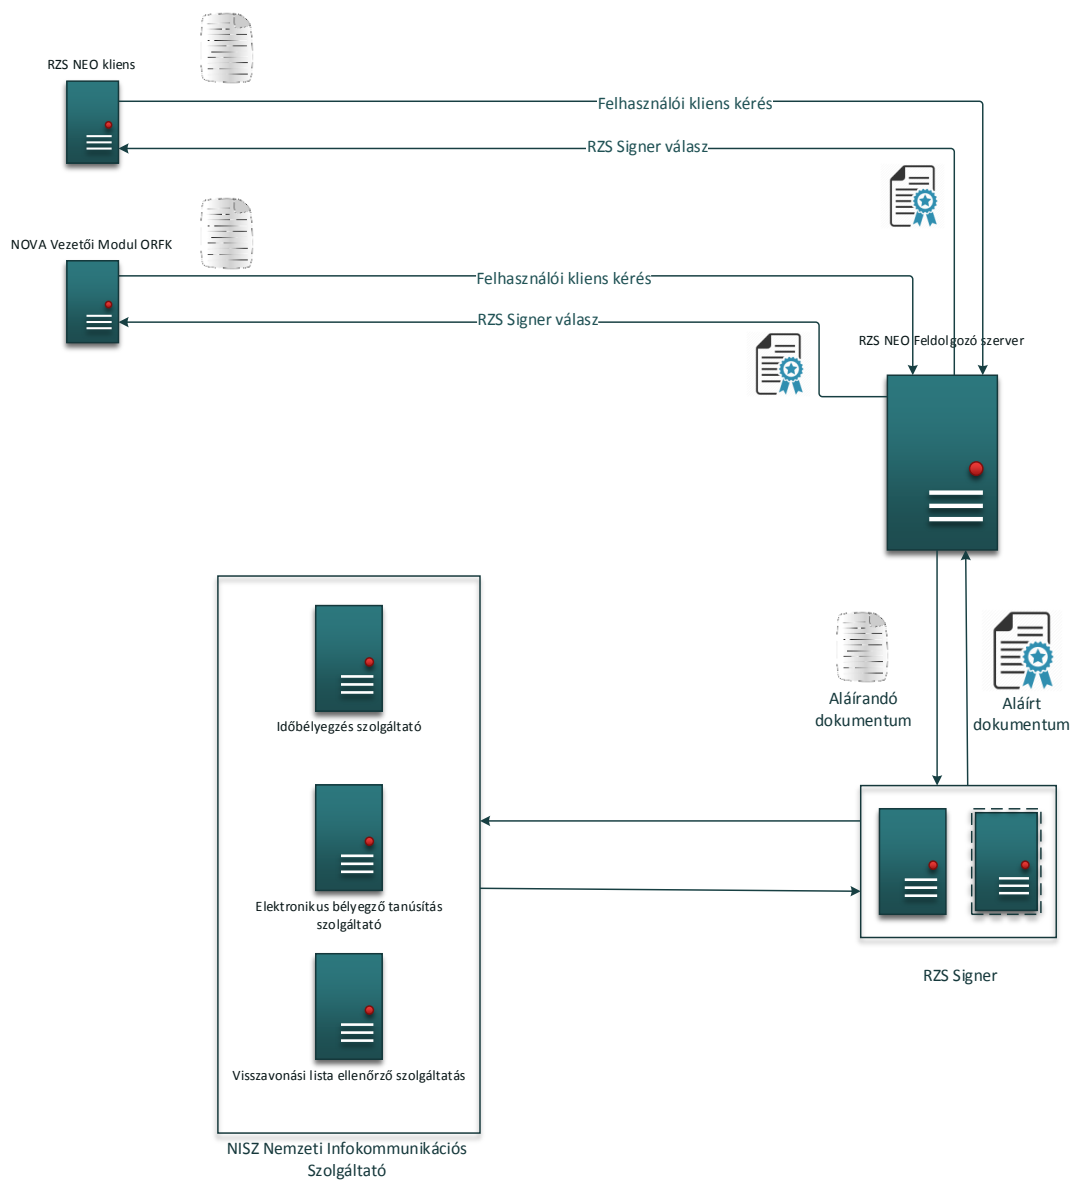 RZS NEO kliens
Felhasználói kliens kérés
RZS Signer válasz
NOVA Vezetői Modul ORFK
Felhasználói kliens kérés
RZS Signer válasz
RZS NEO Feldolgozó szerver
Aláírandó
dokumentum
Aláírt
dokumentum
Időbélyegzés szolgáltató
Elektronikus bélyegző tanúsítás
szolgáltató
RZS Signer
Visszavonási lista ellenőrző szolgáltatás
NISZ Nemzeti Infokommunikációs
Szolgáltató